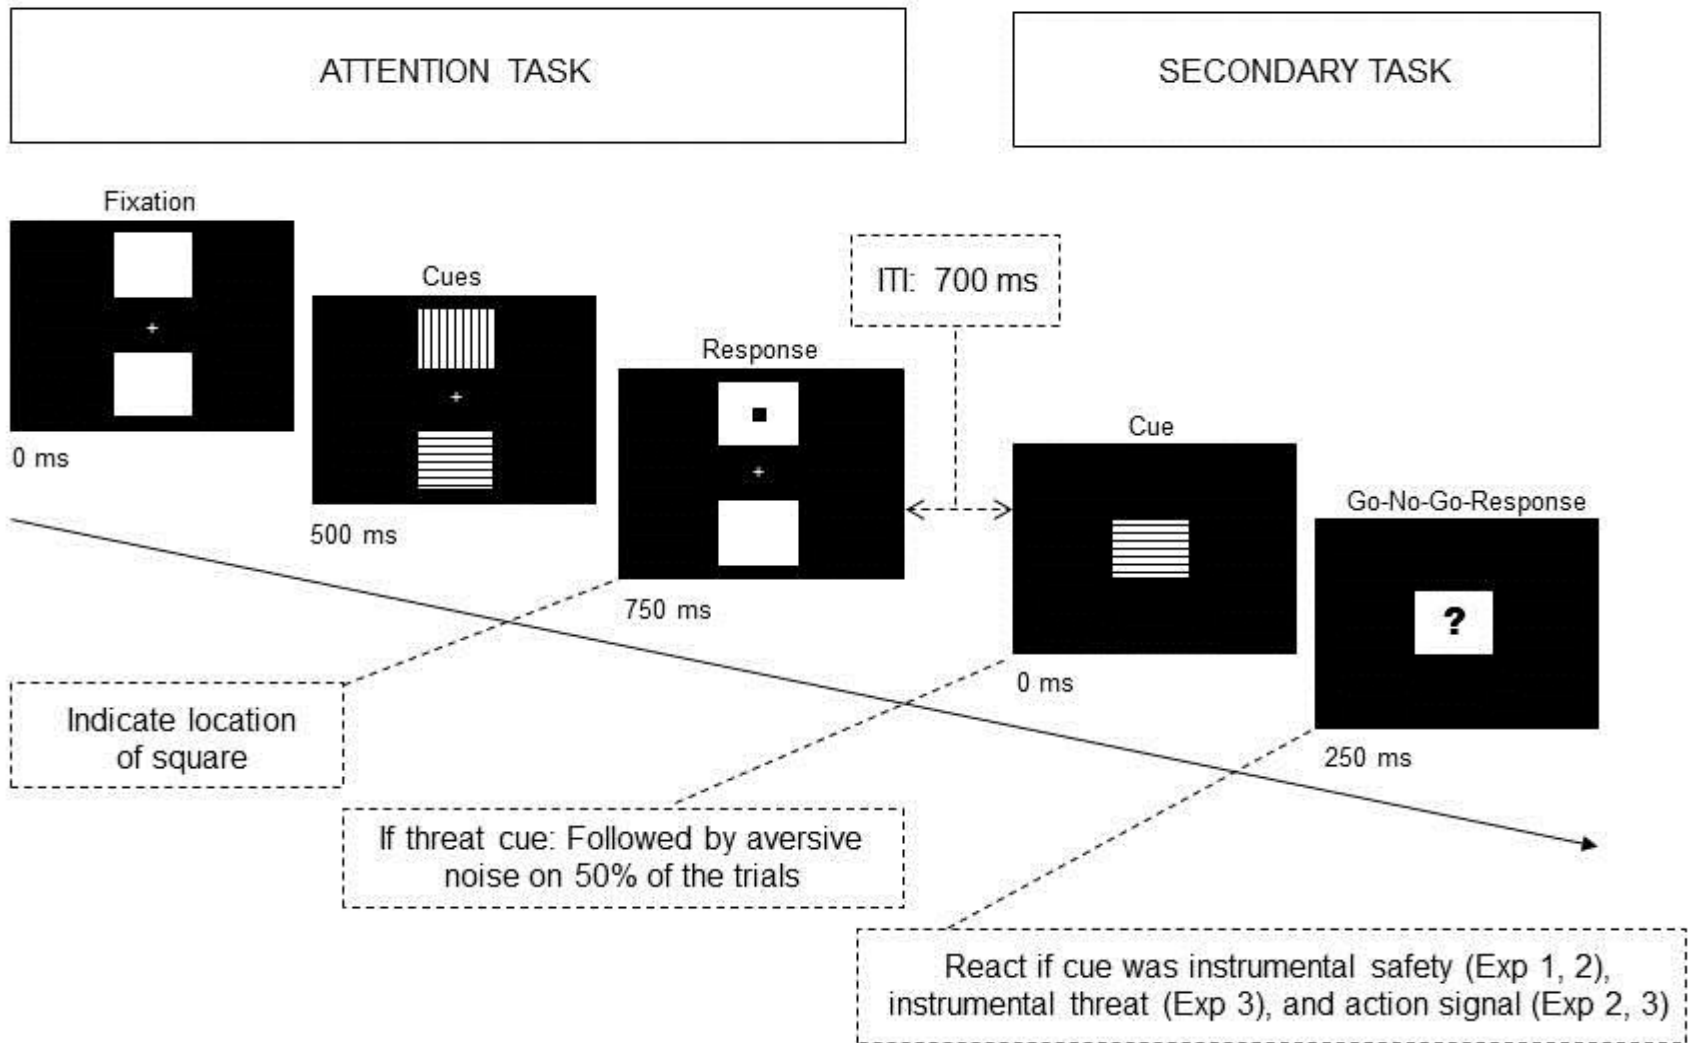 ATTENTION TASK
SECONDARY TASK
Fixation
Cues
ITI: 700 ms
Response
Cue
0 ms
Go-No-Go-Response
500 ms
750 ms
?
0 ms
Indicate location
of square
250 ms
If threat cue: Followed by aversive
noise on 50% of the trials
React if cue was instrumental safety (Exp 1, 2),
instrumental threat (Exp 3), and action signal (Exp 2, 3)